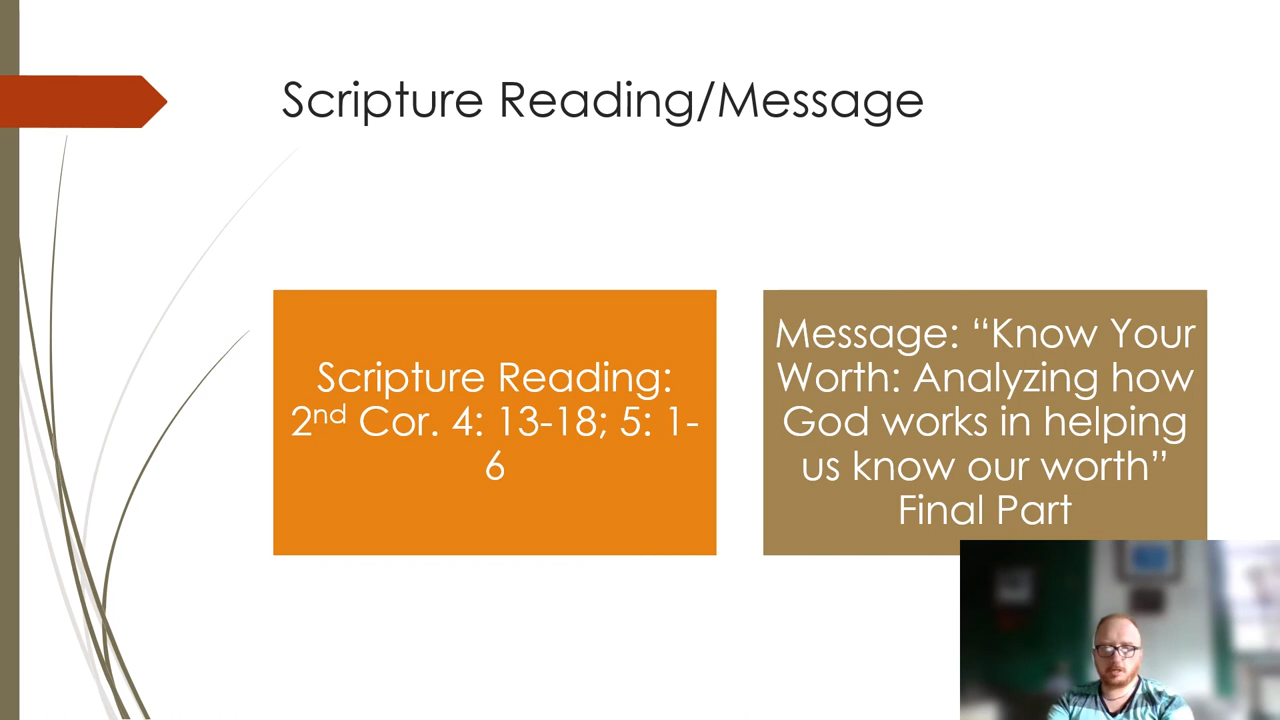 Scripture Reading/Message
Scripture Reading:
2nd Cor. 4: 13-18; 5: 1-
6
Message: “Know Your
Worth: Analyzing how
God works in helping
us know our worth”
Final Part